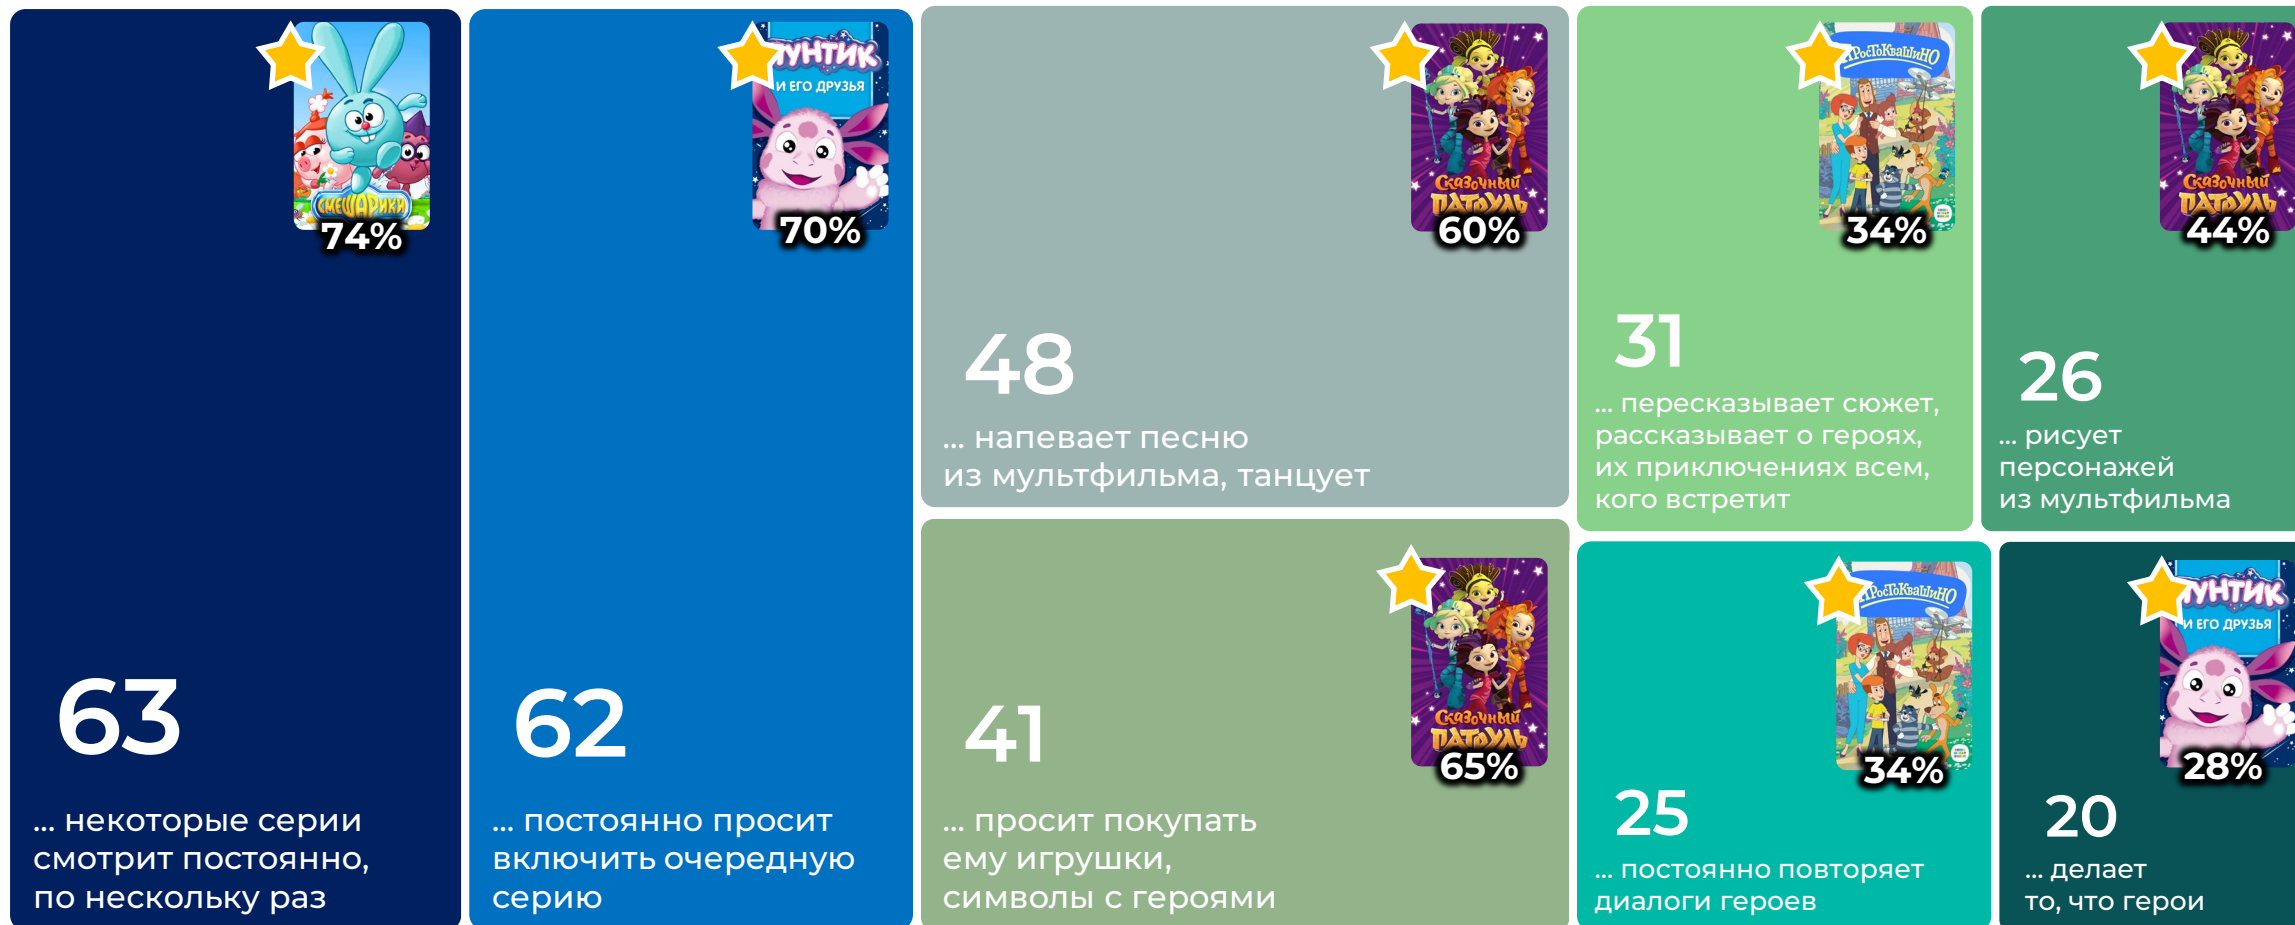 СМЕШАРИКИ
74%
63
... некоторые серии
смотрит постоянно,
по нескольку раз
ЛУНТИК
И ЕГО ДРУЗЬЯ
70%
62
... постоянно просит
включить очередную
серию
Сказочный
ПАТРУЛЬ
60%
48
... напевает песню
из мультфильма, танцует
Сказочный
ПАТРУЛЬ
65%
41
... просит покупать
ему игрушки,
символы с героями
ПРОСТОКВАШИНО
34%
31
... пересказывает сюжет,
рассказывает о героях,
их приключениях всем,
кого встретит
Сказочный
ПАТРУЛЬ
44%
26
... рисует
персонажей
из мультфильма
ПРОСТОКВАШИНО
34%
25
... постоянно повторяет
диалоги героев
ЛУНТИК
И ЕГО ДРУЗЬЯ
28%
20
... делает
то, что герои